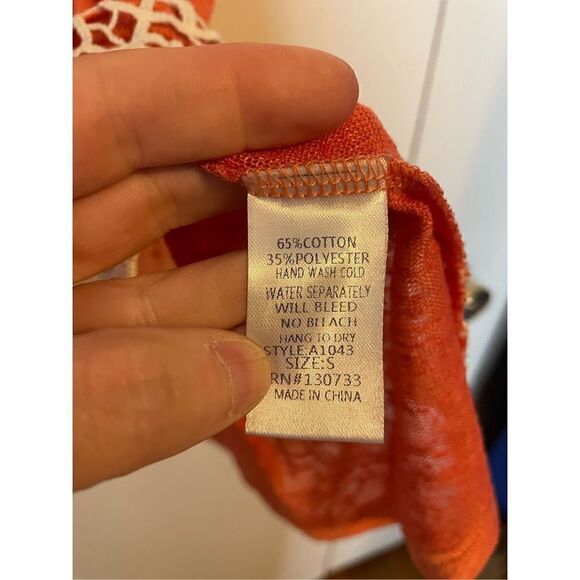 65%COTTON
35%POLYESTER
HAND WASH COLD
WATER SEPARATELY
WILL BLEED
NO BLEACH
HANG TO DRY
STYLE:A1043
SIZE:S
RN#130733
MADE IN CHINA